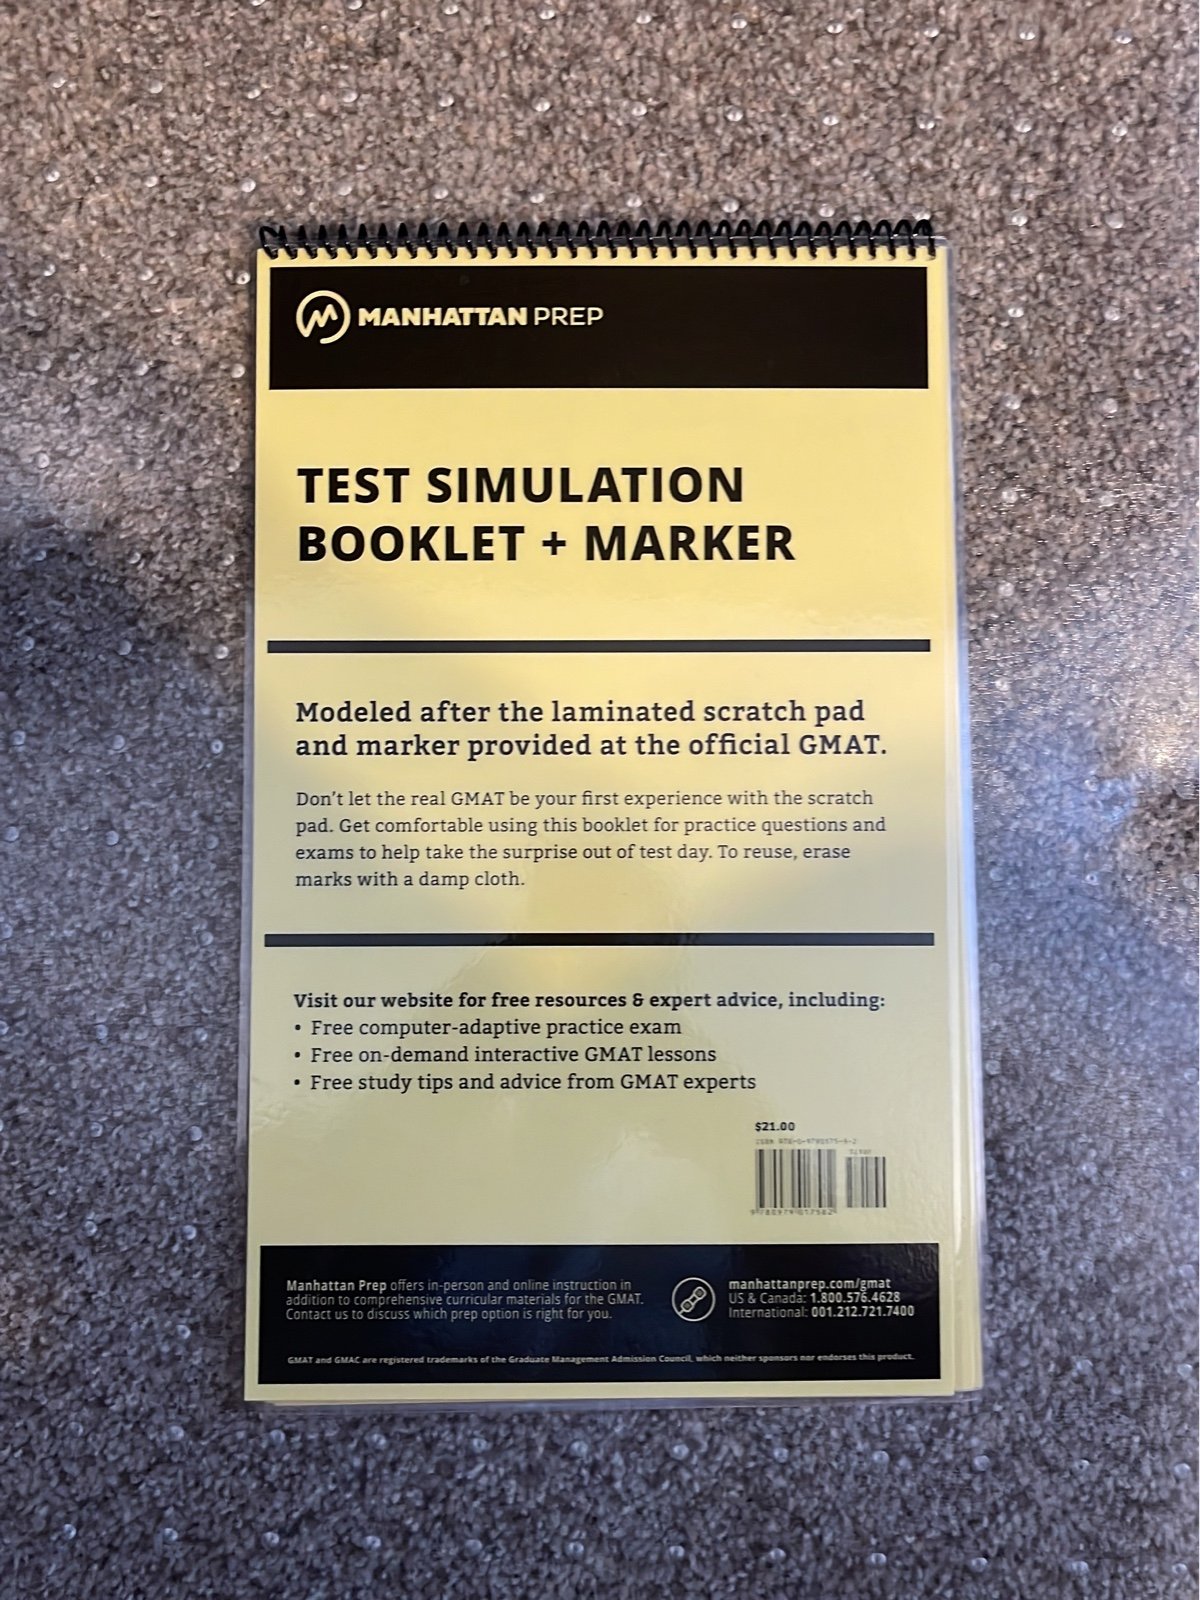 MANHATTAN PREP
TEST SIMULATION
BOOKLET + MARKER
Modeled after the laminated scratch pad
and marker provided at the official GMAT.
Don't let the real GMAT be your first experience with the scratch
pad. Get comfortable using this booklet for practice questions and
exams to help take the surprise out of test day. To reuse, erase
marks with a damp cloth.
Visit our website for free resources & expert advice, including:
• Free computer-adaptive practice exam
• Free on-demand interactive GMAT lessons
• Free study tips and advice from GMAT experts
$21.00
ISBN
Manhattan Prep offers in-person and online instruction in
addition to comprehensive curricular materials for the GMAT.
Contact us to discuss which prep option is right for you.
manhattanprep.com/gmat
US & Canada: 1.800.576.4628
International: 001.212.721.7400
GMAT and GMAC are registered trademarks of the Graduate Management Admission Council, which neither sponsors nor endorses this product.